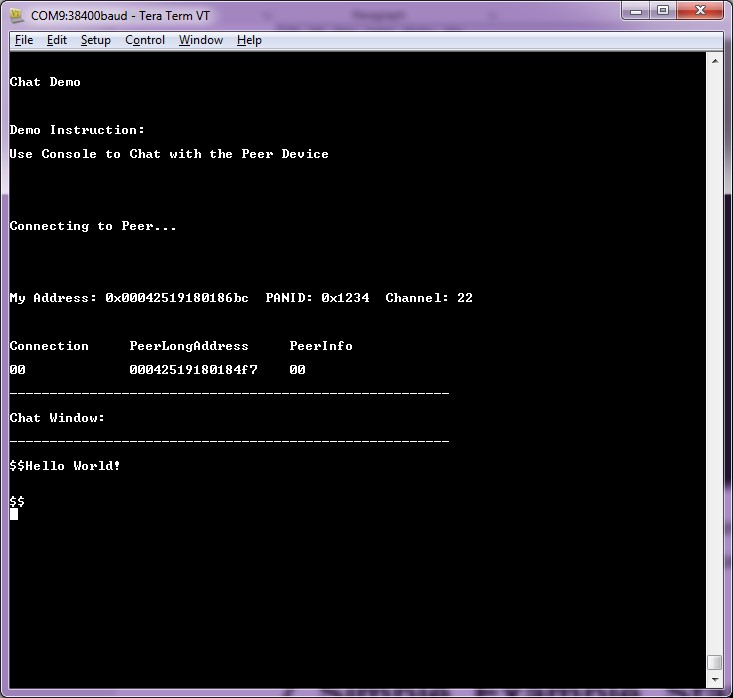 COM9:38400baud - Tera Term VT
File Edit Setup Control Window Help
Chat Demo
Demo Instruction:
Use Console to Chat with the Peer Device
Connecting to Peer...
My Address: 0x00042519180186bc PANID: 0x1234 Channel: 22
Connection PeerLongAddress PeerInfo
00 00042519180184f7 00
-------------------------------------------------------
Chat Window:
-------------------------------------------------------
$$Hello World!
$$